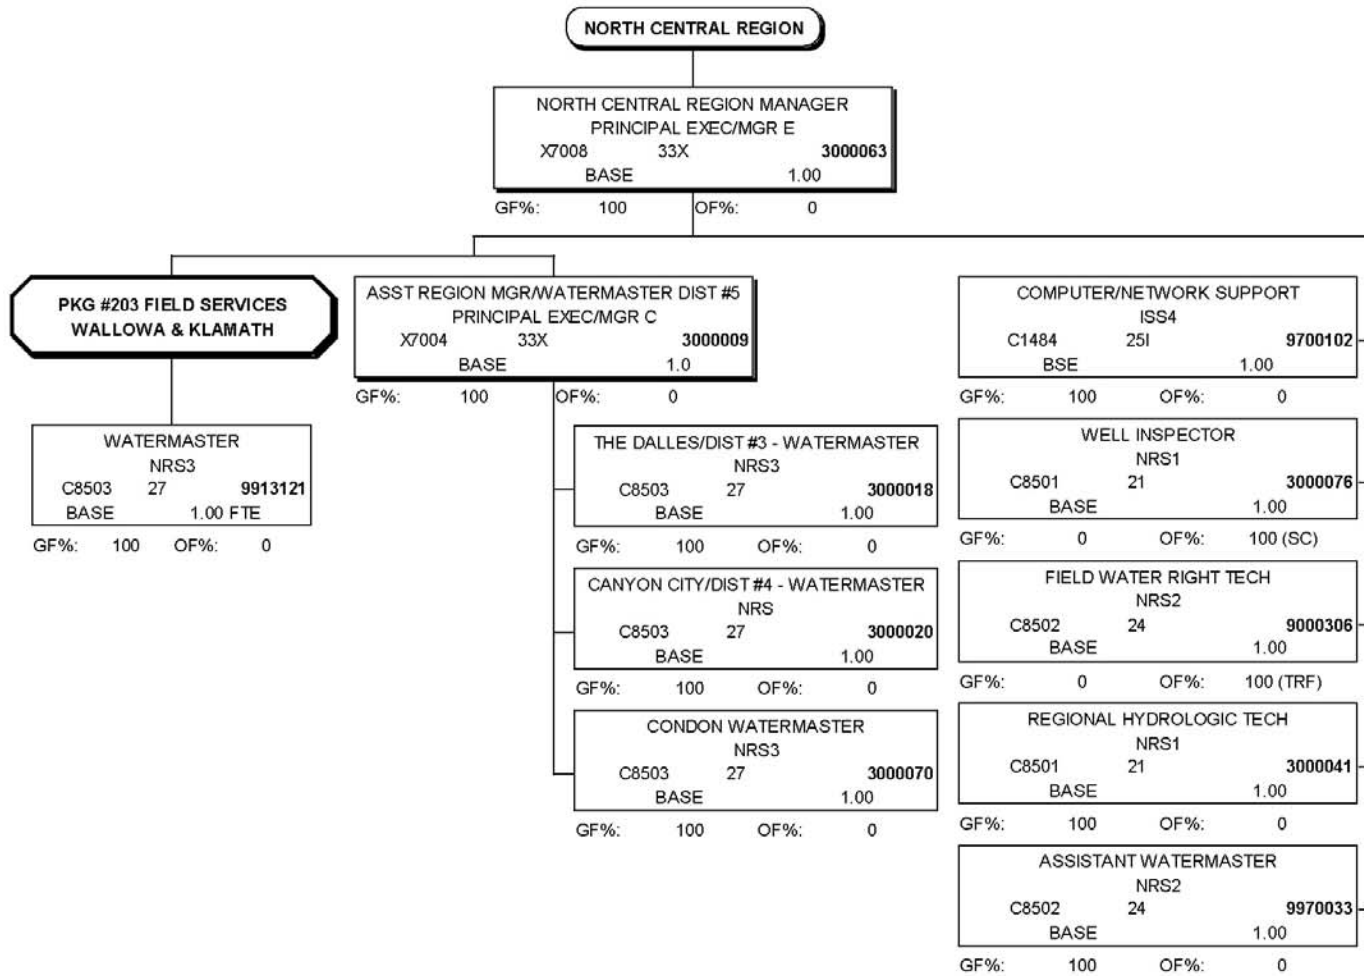 NORTH CENTRAL REGION
NORTH CENTRAL REGION MANAGER
PRINCIPAL EXEC/MGR E
X7008 33X 3000063
BASE 1.00
GF%: 100 OF%: 0
PKG #203 FIELD SERVICES
WALLOWA & KLAMATH
WATERMASTER
NRS3
C8503 27 9913121
BASE 1.00 FTE
GF%: 100 OF%: 0
ASST REGION MGR/WATERMASTER DIST #5
PRINCIPAL EXEC/MGR C
X7004 33X 3000009
BASE 1.0
GF%: 100 OF%: 0
THE DALLES/DIST #3 - WATERMASTER
NRS3
C8503 27 3000018
BASE 1.00
GF%: 100 OF%: 0
CANYON CITY/DIST #4 - WATERMASTER
NRS
C8503 27 3000020
BASE 1.00
GF%: 100 OF%: 0
CONDON WATERMASTER
NRS3
C8503 27 3000070
BASE 1.00
GF%: 100 OF%: 0
COMPUTER/NETWORK SUPPORT
ISS4
C1484 25I 9700102
BSE 1.00
GF%: 100 OF%: 0
WELL INSPECTOR
NRS1
C8501 21 3000076
BASE 1.00
GF%: 0 OF%: 100 (SC)
FIELD WATER RIGHT TECH
NRS2
C8502 24 9000306
BASE 1.00
GF%: 0 OF%: 100 (TRF)
REGIONAL HYDROLOGIC TECH
NRS1
C8501 21 3000041
BASE 1.00
GF%: 100 OF%: 0
ASSISTANT WATERMASTER
NRS2
C8502 24 9970033
BASE 1.00
GF%: 100 OF%: 0